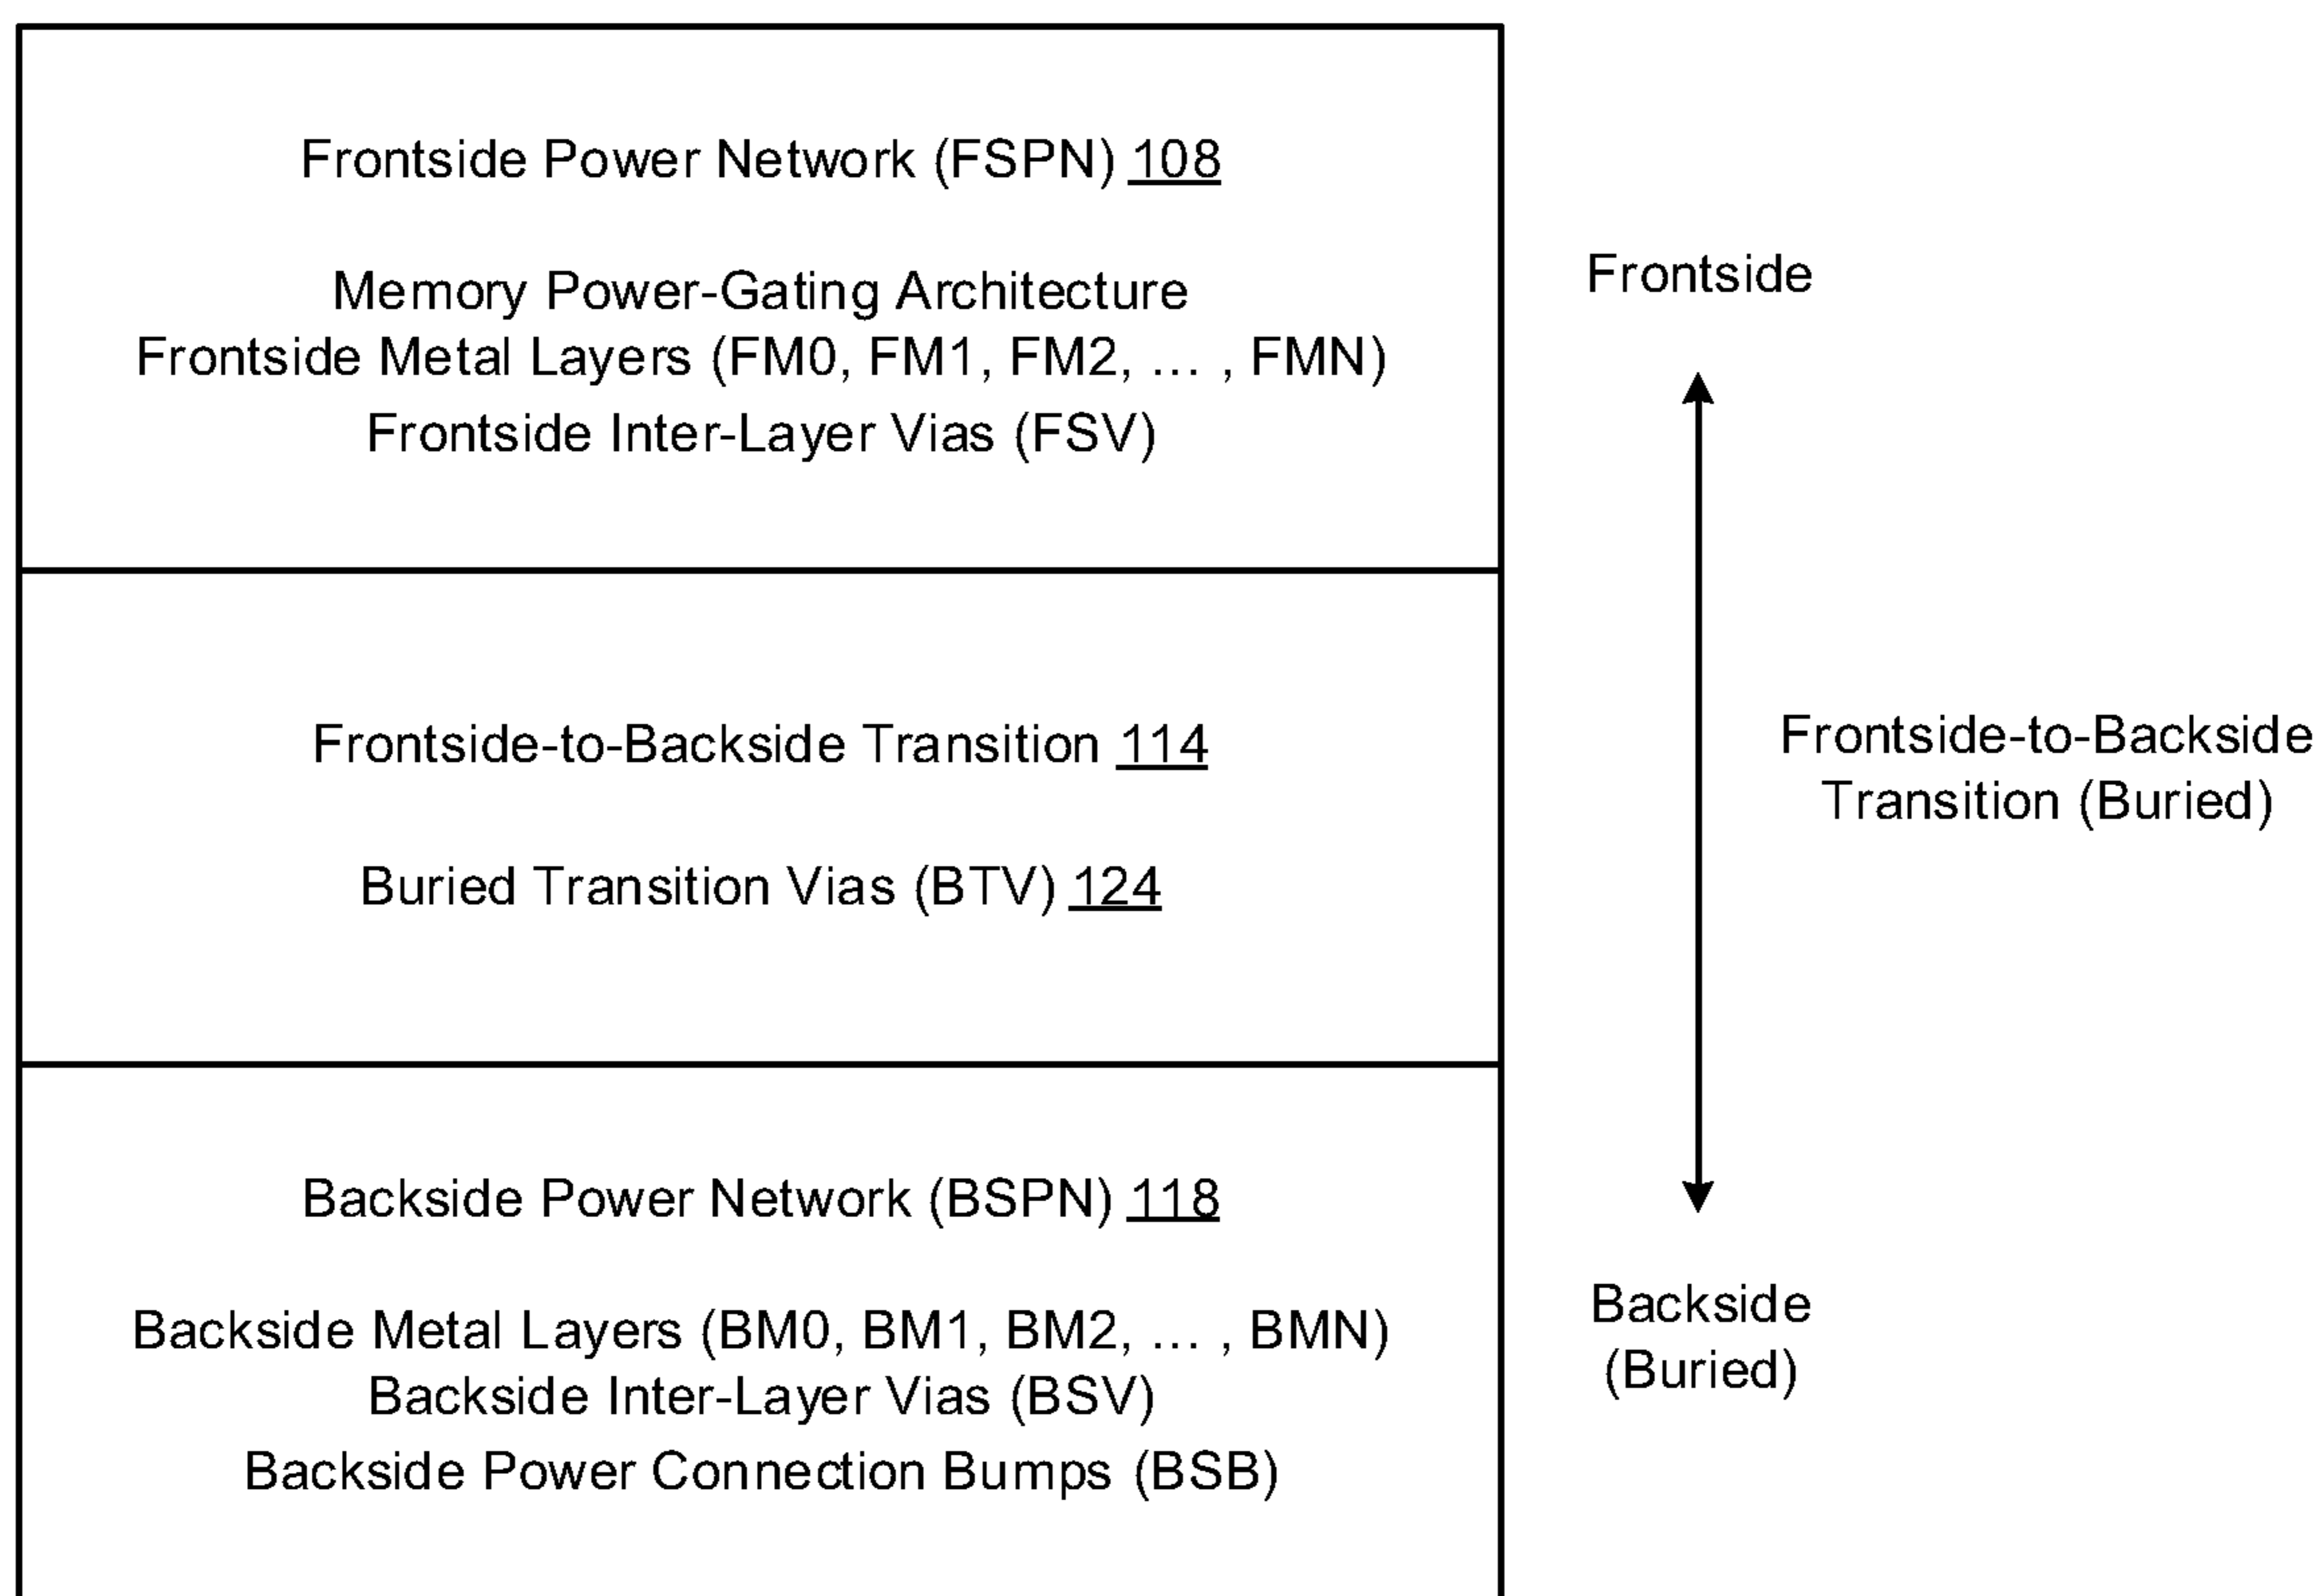 Frontside Power Network (FSPN) 108
Memory Power-Gating Architecture
Frontside Metal Layers (FM0, FM1, FM2, ... , FMN)
Frontside Inter-Layer Vias (FSV)
Frontside
Frontside-to-Backside Transition 114
Buried Transition Vias (BTV) 124
Frontside-to-Backside
Transition (Buried)
Backside Power Network (BSPN) 118
Backside Metal Layers (BM0, BM1, BM2, ... , BMN)
Backside Inter-Layer Vias (BSV)
Backside Power Connection Bumps (BSB)
Backside
(Buried)